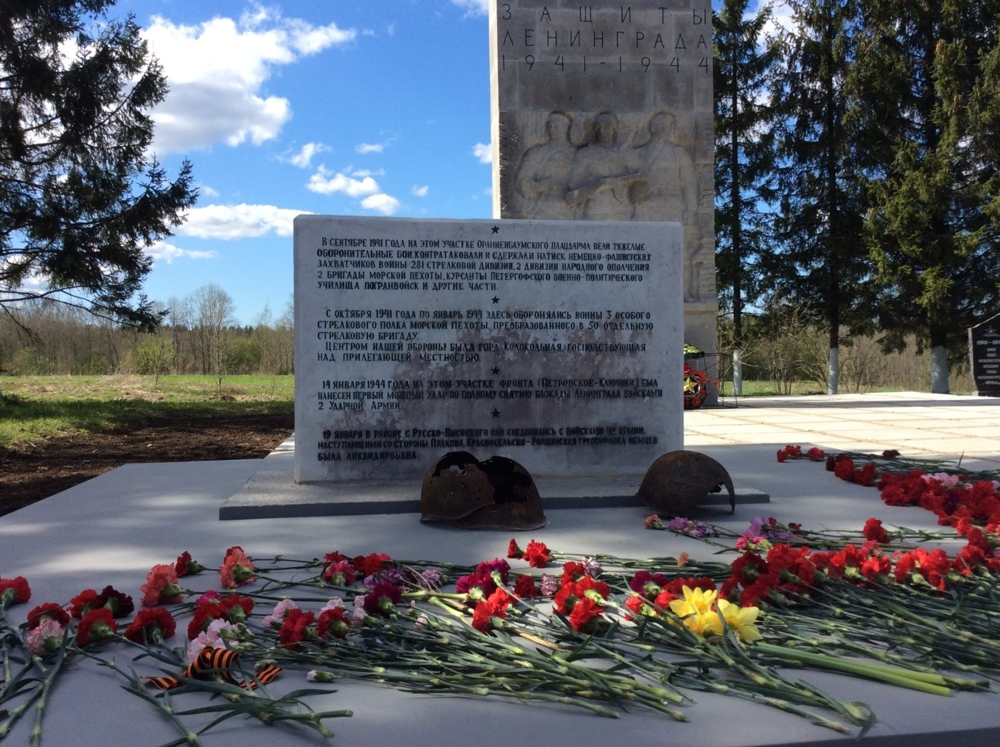 ЗАЩИТЫ
ЛЕНИНГРАДА
1941-1944
В СЕНТЯБРЕ 1941 ГОДА НА ЭТОМ УЧАСТКЕ ОРАНИЕНБАУМСКОГО ПЛАЦДАРМА ВЕЛИ ТЯЖЕЛЫЕ
ОБОРОНИТЕЛЬНЫЕ БОИ, КОНТРАТАКОВАЛИ И СДЕРЖАЛИ НАТИСК НЕМЕЦКО-ФАШИСТСКИХ
ЗАХВАТЧИКОВ ВОИНЫ 281 СТРЕЛКОВОЙ ДИВИЗИИ, 2 ДИВИЗИИ НАРОДНОГО ОПОЛЧЕНИЯ
2 БРИГАДЫ МОРСКОЙ ПЕХОТЫ, КУРСАНТЫ ПЕТЕРГОФСКОГО ВОЕННО-ПОЛИТИЧЕСКОГО
УЧИЛИЩА ПОГРАНВОЙСК И ДРУГИЕ ЧАСТИ.
С ОКТЯБРЯ 1941 ГОДА ПО ЯНВАРЬ 1944 ЗДЕСЬ ОБОРОНЯЛИСЬ ВОИНЫ 3 ОСОБОГО
СТРЕЛКОВОГО ПОЛКА МОРСКОЙ ПЕХОТЫ, ПРЕОБРАЗОВАННОГО В 50 ОТДЕЛЬНУЮ
СТРЕЛКОВУЮ БРИГАДУ.
ЦЕНТРОМ НАШЕЙ ОБОРОНЫ БЫЛА ГОРА КОЛОКОЛЬНАЯ, ГОСПОДСТВУЮЩАЯ
НАД ПРИЛЕГАЮЩЕЙ МЕСТНОСТЬЮ.
14 ЯНВАРЯ 1944 ГОДА НА ЭТОМ УЧАСТКЕ ФРОНТА (ПЕТРОВСКОЕ-КЛЮЧИКИ) БЫЛ
НАНЕСЕН ПЕРВЫЙ МОЩНЫЙ УДАР ПО ПОЛНОМУ СНЯТИЮ БЛОКАДЫ ЛЕНИНГРАДА ВОЙСКАМИ
2 УДАРНОЙ АРМИИ.
19 ЯНВАРЯ В РАЙОНЕ С РУССКО-ВЫСОЦКОГО ОНИ СОЕДИНИЛИСЬ С ВОЙСКАМИ 42 АРМИИ,
НАСТУПАЮЩИМИ СО СТОРОНЫ ПУЛКОВА, КРАСНОСЕЛЬСКО-РОПШИНСКАЯ ГРУППИРОВКА НЕМЦЕВ
БЫЛА ЛИКВИДИРОВАНА